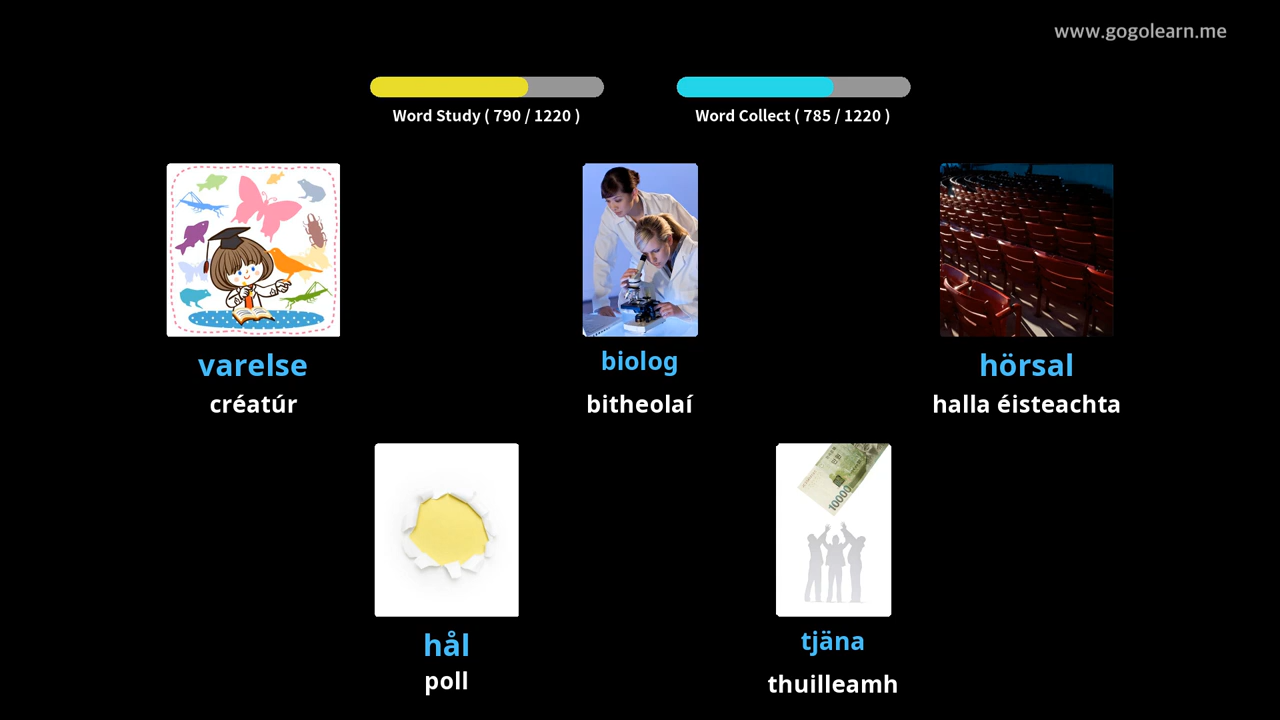 www.gogolearn.me
Word Study ( 790 / 1220 )
Word Collect ( 785 / 1220 )
varelse
créatúr
biolog
bitheolaí
hörsal
halla éisteachta
hål
poll
10000
tjäna
thuilleamh